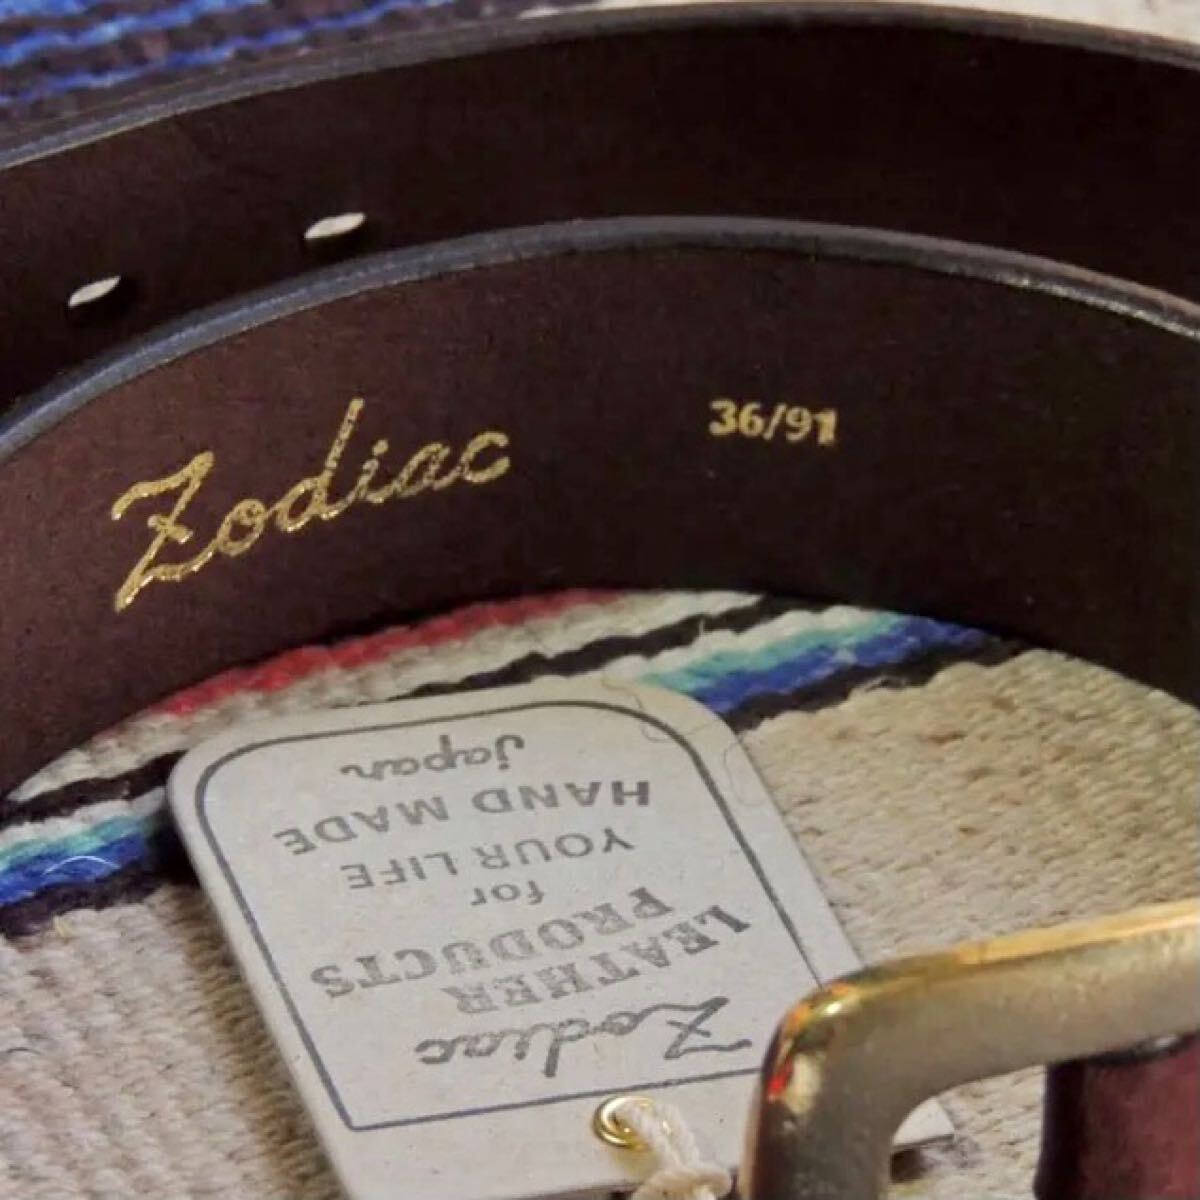 Zodiac
36/91
Zodiac
LEATHER
PRODUCTS
for
YOUR LIFE
HAND MADE
japan